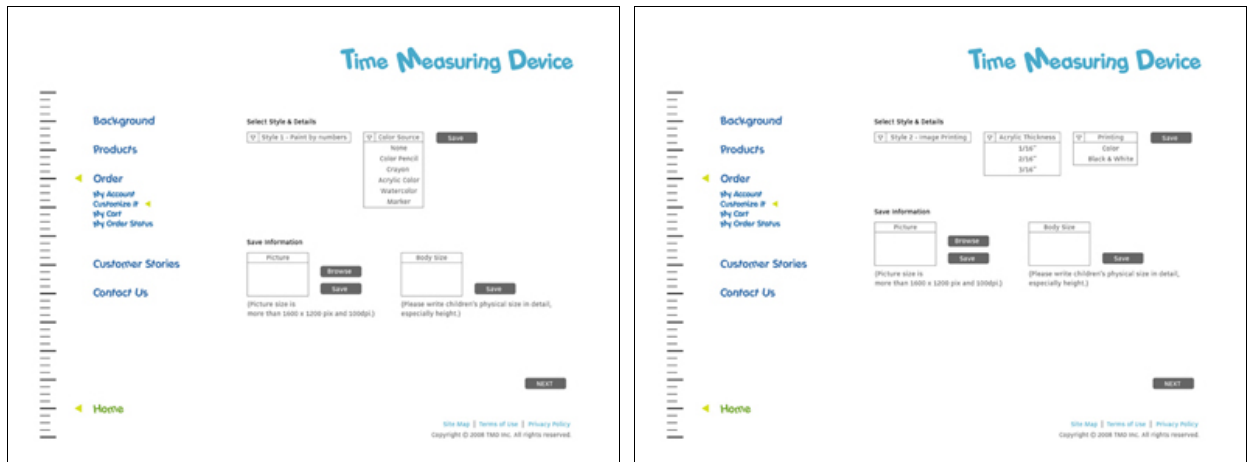 Time Measuring Device
Background
Products
Order
My Account
Customize it
My Cart
My Order Status
Customer Stories
Contact Us
Home
Select Style & Details
Style 1 - Paint by numbers
Color Source
None
Color Pencil
Crayon
Acrylic Color
Watercolor
Marker
Save
Save Information
Picture
Browse
Save
(Picture size is
more than 1600 x 1200 pix and 100dpi.)
Body Size
Save
(Please write children's physical size in detail,
especially height.)
NEXT
Site Map | Terms of Use | Privacy Policy
Copyright © 2008 TMD Inc. All rights reserved.
Time Measuring Device
Background
Products
Order
My Account
Customize it
My Cart
My Order Status
Customer Stories
Contact Us
Home
Select Style & Details
Style 2 - Image Printing
Acrylic Thickness
1/16"
2/16"
3/16"
Printing
Color
Black & White
Save
Save Information
Picture
Browse
Save
(Picture size is
more than 1600 x 1200 pix and 100dpi.)
Body Size
Save
(Please write children's physical size in detail,
especially height.)
NEXT
Site Map | Terms of Use | Privacy Policy
Copyright © 2008 TMD Inc. All rights reserved.